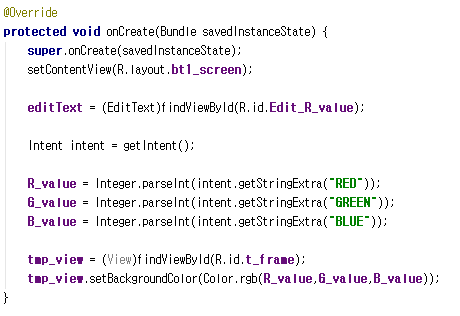 @Override
protected void onCreate(Bundle savedInstanceState) {
super.onCreate(savedInstanceState);
setContentView(R.layout.bt1_screen);
editText = (EditText)findViewById(R.id.Edit_R_value);
Intent intent = getIntent();
R_value = Integer.parseInt(intent.getStringExtra("RED"));
G_value = Integer.parseInt(intent.getStringExtra("GREEN"));
B_value = Integer.parseInt(intent.getStringExtra("BLUE"));
tmp_view = (View)findViewById(R.id.t_frame);
tmp_view.setBackgroundColor(Color.rgb(R_value,G_value,B_value));
}